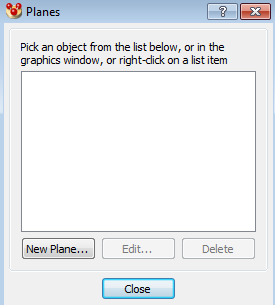 Planes
Pick an object from the list below, or in the
graphics window, or right-click on a list item
New Plane... Edit... Delete
Close